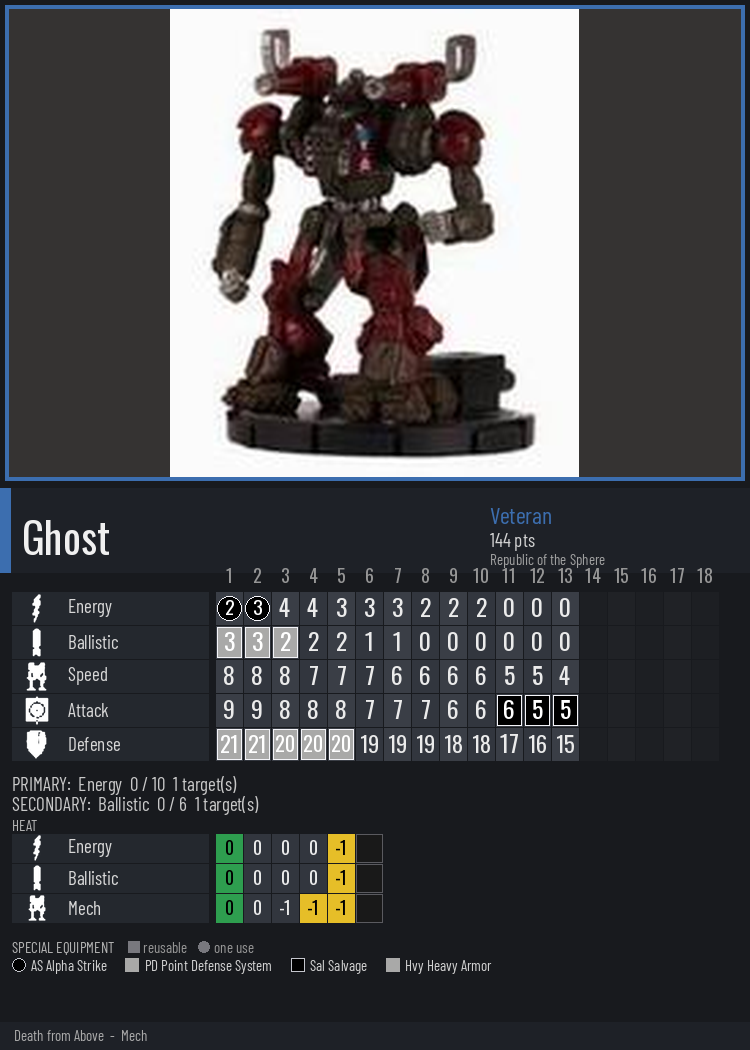 Ghost
Veteran
144 pts
Republic of the Sphere
1 2 3 4 5 6 7 8 9 10 11 12 13 14 15 16 17 18
Energy 2 3 4 4 3 3 3 2 2 2 0 0 0
Ballistic 3 3 2 2 2 1 1 0 0 0 0 0 0
Speed 8 8 8 7 7 7 6 6 6 6 5 5 4
Attack 9 9 8 8 8 7 7 7 6 6 6 5 5
Defense 21 21 20 20 20 19 19 19 18 18 17 16 15
PRIMARY: Energy 0 / 10 1 target(s)
SECONDARY: Ballistic 0 / 6 1 target(s)
HEAT
Energy 0 0 0 0 -1
Ballistic 0 0 0 0 -1
Mech 0 0 -1 -1 -1
SPECIAL EQUIPMENT reusable one use
AS Alpha Strike PD Point Defense System Sal Salvage Hvy Heavy Armor
Death from Above - Mech